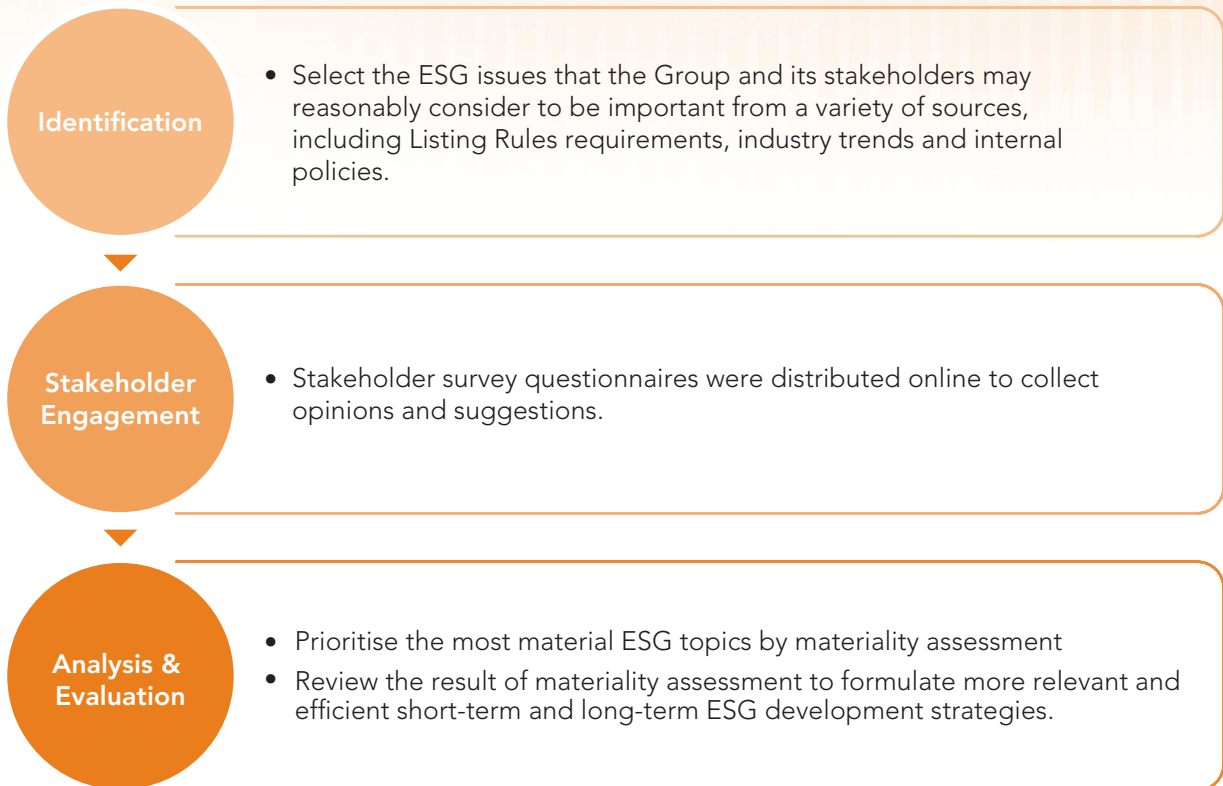 Identification
• Select the ESG issues that the Group and its stakeholders may
reasonably consider to be important from a variety of sources,
including Listing Rules requirements, industry trends and internal
policies.
Stakeholder
Engagement
• Stakeholder survey questionnaires were distributed online to collect
opinions and suggestions.
Analysis &
Evaluation
• Prioritise the most material ESG topics by materiality assessment
• Review the result of materiality assessment to formulate more relevant and
efficient short-term and long-term ESG development strategies.